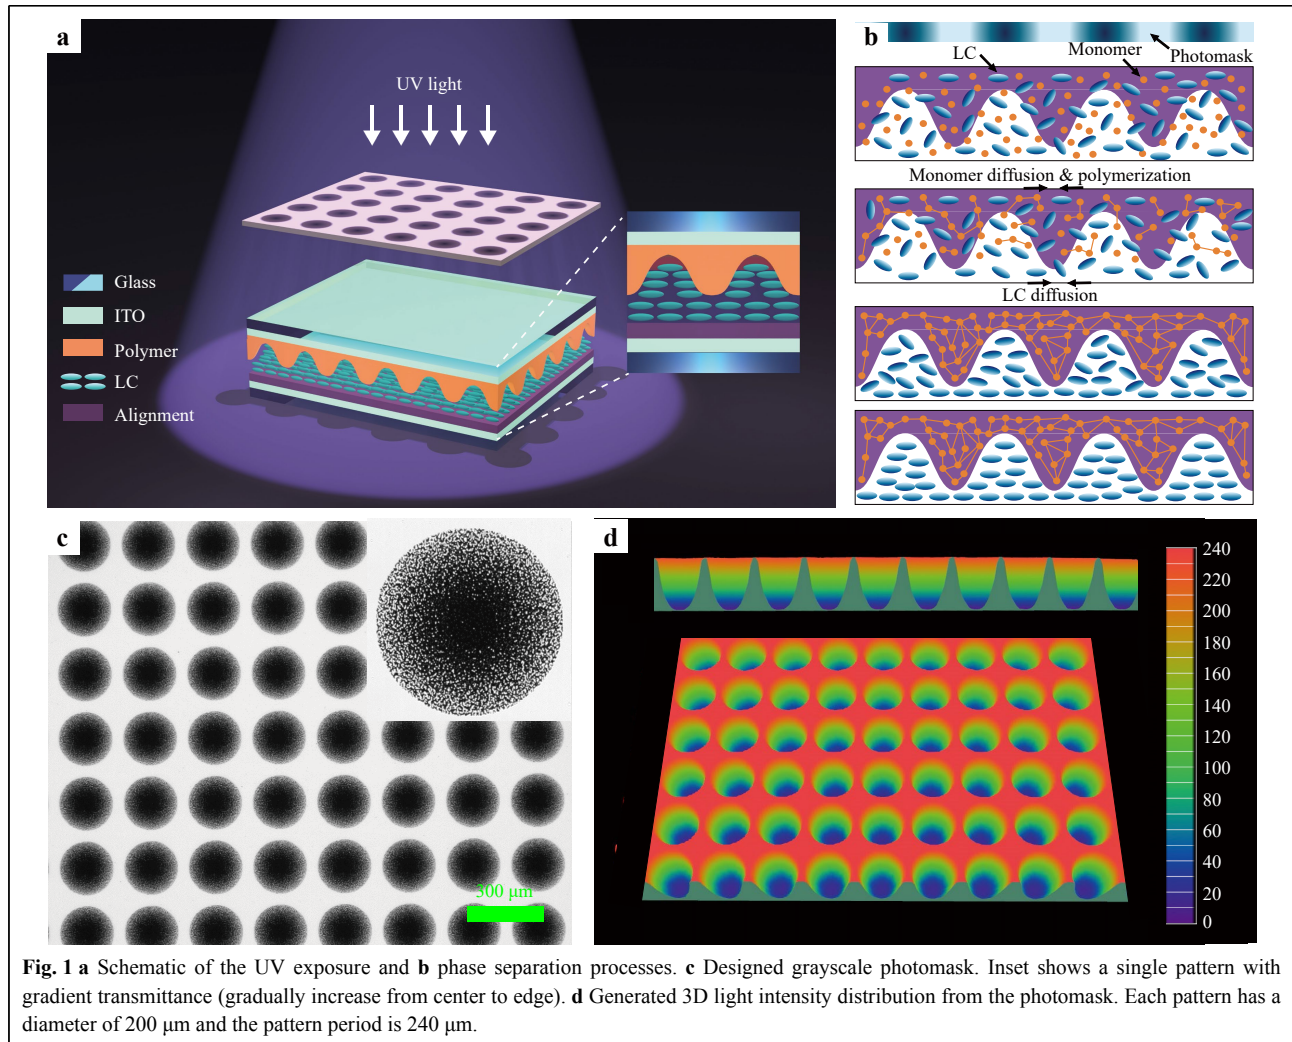 a
UV light
Glass
ITO
Polymer
LC
Alignment
b
LC
Monomer
Photomask
Monomer diffusion & polymerization
LC diffusion
c
300 μm
d
240
220
200
180
160
140
120
100
80
60
40
20
0
Fig. 1 a Schematic of the UV exposure and b phase separation processes. c Designed grayscale photomask. Inset shows a single pattern with
gradient transmittance (gradually increase from center to edge). d Generated 3D light intensity distribution from the photomask. Each pattern has a
diameter of 200 μm and the pattern period is 240 μm.